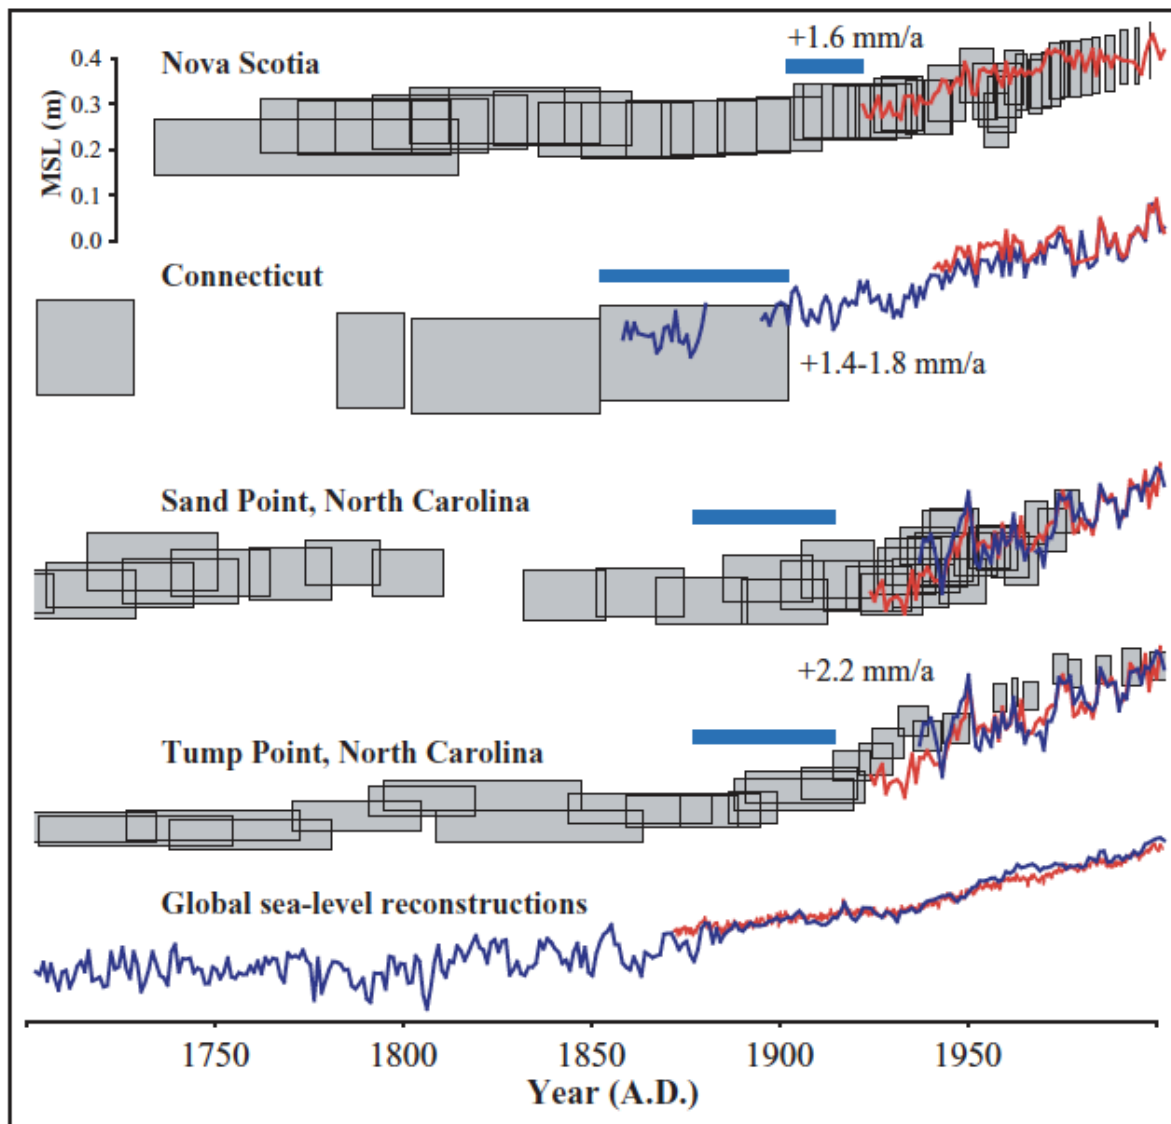 +1.6 mm/a
Nova Scotia
0.4
0.3
0.2
0.1
0.0
MSL (m)
Connecticut
+1.4-1.8 mm/a
Sand Point, North Carolina
+2.2 mm/a
Tump Point, North Carolina
Global sea-level reconstructions
1750 1800 1850 1900 1950
Year (A.D.)